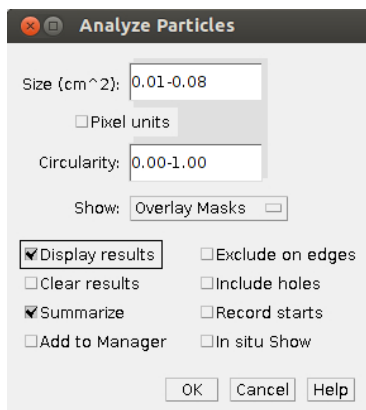 Analyze Particles
Size (cm^2): 0.01-0.08
Pixel units
Circularity: 0.00-1.00
Show: Overlay Masks
Display results Exclude on edges
Clear results Include holes
Summarize Record starts
Add to Manager In situ Show
OK Cancel Help